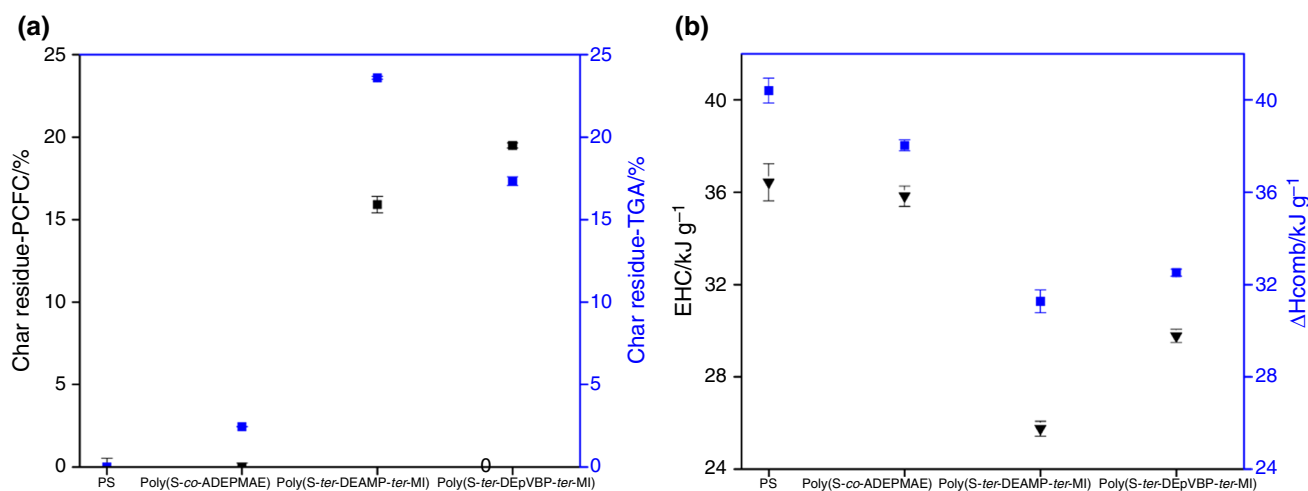 (a)
25
20
15
10
5
0
Char residue-PCFC/%
0
PS
Poly(S-co-ADEPMAE)
Poly(S-ter-DEAMP-ter-MI)
Poly(S-ter-DEpVBP-ter-MI)
25
20
15
10
5
0
Char residue-TGA/%
(b)
40
36
32
28
24
EHC/kJ g⁻¹
PS
Poly(S-co-ADEPMAE)
Poly(S-ter-DEAMP-ter-MI)
Poly(S-ter-DEpVBP-ter-MI)
40
36
32
28
24
ΔHcomb/kJ g⁻¹